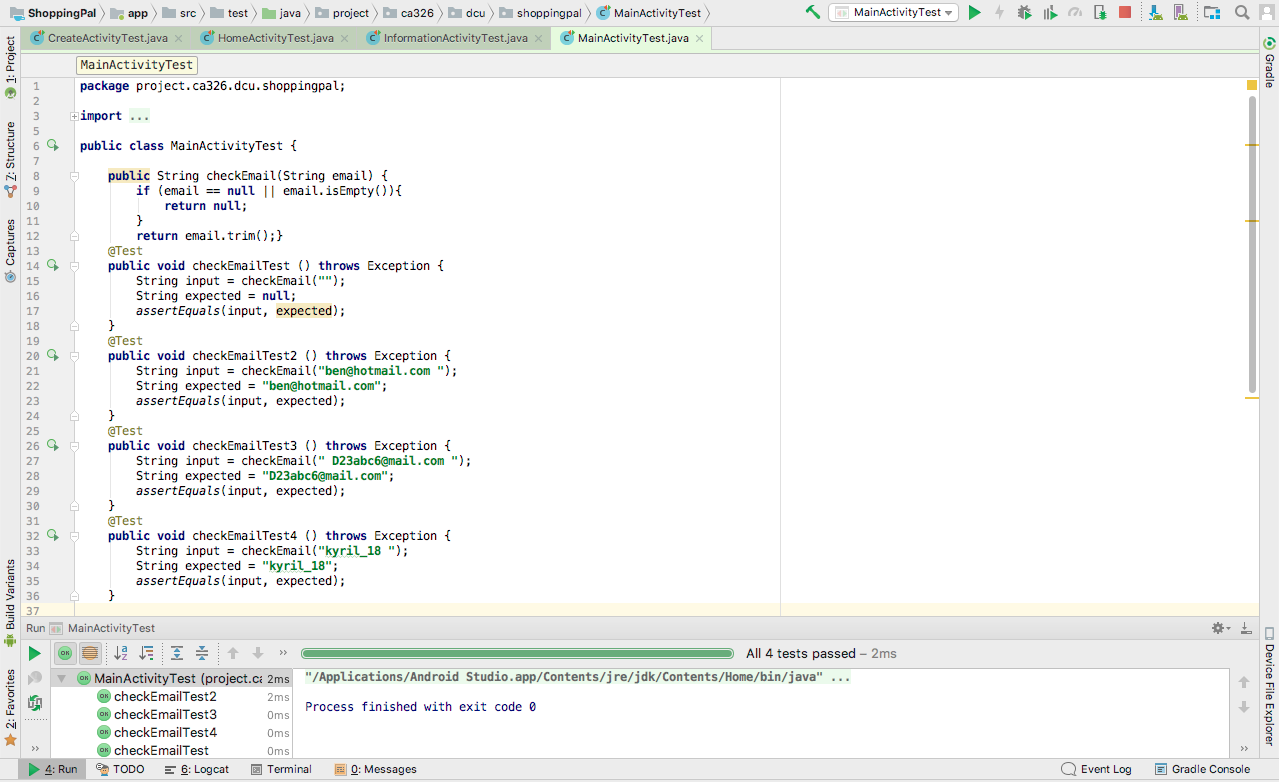 ShoppingPal app src test java project ca326 dcu shoppingpal MainActivityTest MainActivityTest
CreateActivityTest.java HomeActivityTest.java InformationActivityTest.java MainActivityTest.java
MainActivityTest
1 package project.ca326.dcu.shoppingpal;
2
3 import ...
5
6 public class MainActivityTest {
7
8 public String checkEmail(String email) {
9 if (email == null || email.isEmpty()){
10 return null;
11 }
12 return email.trim();}
13 @Test
14 public void checkEmailTest () throws Exception {
15 String input = checkEmail("");
16 String expected = null;
17 assertEquals(input, expected);
18 }
19 @Test
20 public void checkEmailTest2 () throws Exception {
21 String input = checkEmail("ben@hotmail.com ");
22 String expected = "ben@hotmail.com";
23 assertEquals(input, expected);
24 }
25 @Test
26 public void checkEmailTest3 () throws Exception {
27 String input = checkEmail(" D23abc6@mail.com ");
28 String expected = "D23abc6@mail.com";
29 assertEquals(input, expected);
30 }
31 @Test
32 public void checkEmailTest4 () throws Exception {
33 String input = checkEmail("kyril_18 ");
34 String expected = "kyril_18";
35 assertEquals(input, expected);
36 }
37
1: Project
Z: Structure
Captures
Build Variants
2: Favorites
Gradle
Device File Explorer
Run MainActivityTest
All 4 tests passed – 2ms
MainActivityTest (project.ca 2ms
checkEmailTest2 2ms
checkEmailTest3 0ms
checkEmailTest4 0ms
checkEmailTest 0ms
"/Applications/Android Studio.app/Contents/jre/jdk/Contents/Home/bin/java" ...
Process finished with exit code 0
4: Run TODO 6: Logcat Terminal 0: Messages Event Log Gradle Console